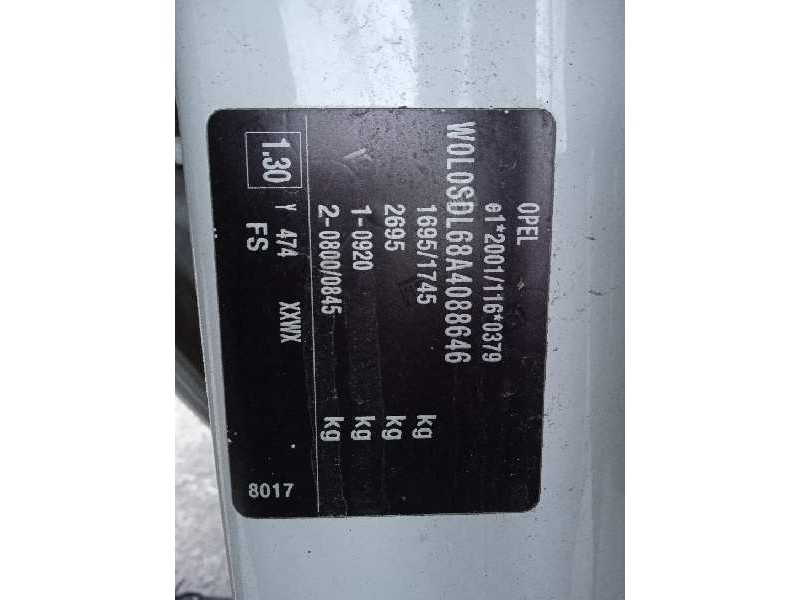 OPEL
e1*2001/116*0379
W0L0SDL68A4088646
1695/1745 kg
2695 kg
1-0920 kg
2-0800/0845 kg
1.30 Y 474 XXWX
FS
8017